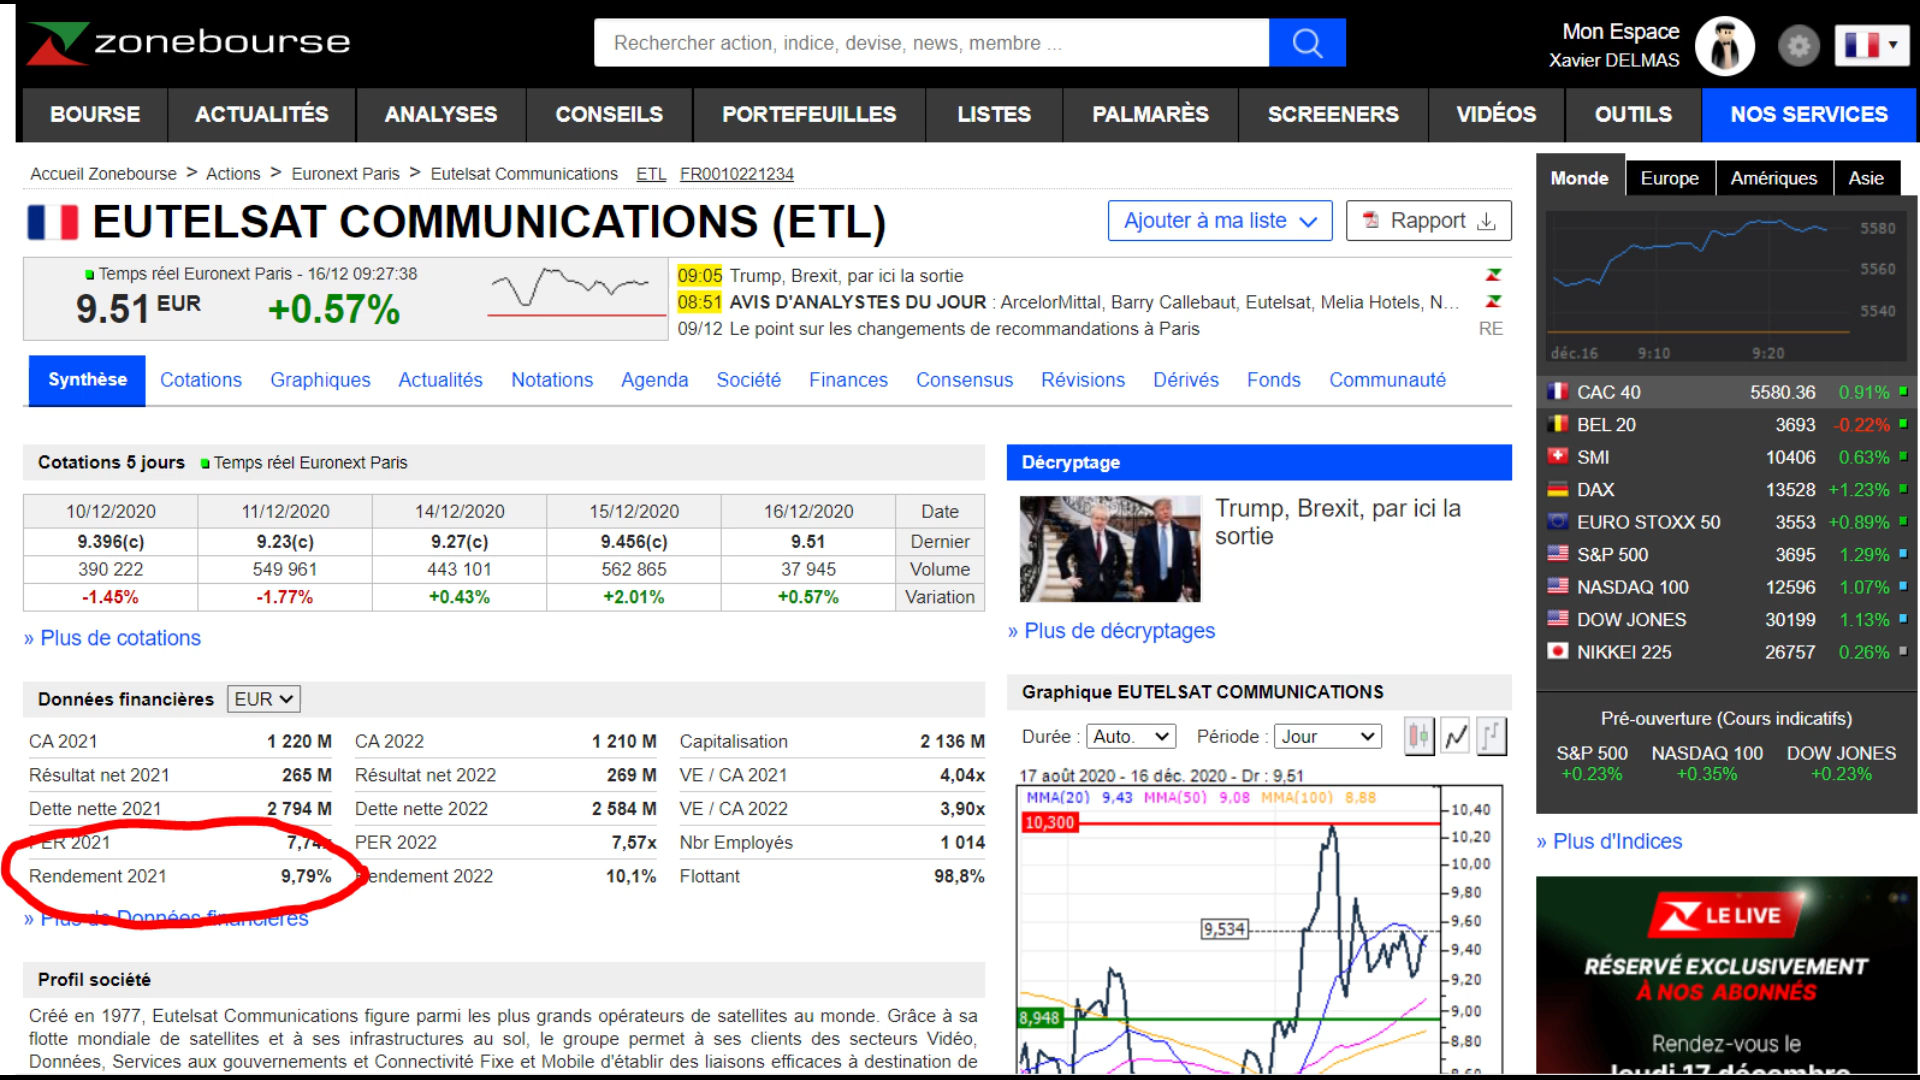 zonebourse
Rechercher action, indice, devise, news, membre ...
Mon Espace
Xavier DELMAS
BOURSE
ACTUALITÉS
ANALYSES
CONSEILS
PORTEFEUILLES
LISTES
PALMARÈS
SCREENERS
VIDÉOS
OUTILS
NOS SERVICES
Accueil Zonebourse > Actions > Euronext Paris > Eutelsat Communications ETL FR0010221234
EUTELSAT COMMUNICATIONS (ETL)
Ajouter à ma liste
Rapport
Temps réel Euronext Paris - 16/12 09:27:38
9.51 EUR +0.57%
09:05 Trump, Brexit, par ici la sortie
08:51 AVIS D'ANALYSTES DU JOUR : ArcelorMittal, Barry Callebaut, Eutelsat, Melia Hotels, N...
09/12 Le point sur les changements de recommandations à Paris RE
Synthèse Cotations Graphiques Actualités Notations Agenda Société Finances Consensus Révisions Dérivés Fonds Communauté
Cotations 5 jours Temps réel Euronext Paris
10/12/2020 11/12/2020 14/12/2020 15/12/2020 16/12/2020 Date
9.396(c) 9.23(c) 9.27(c) 9.456(c) 9.51 Dernier
390 222 549 961 443 101 562 865 37 945 Volume
-1.45% -1.77% +0.43% +2.01% +0.57% Variation
» Plus de cotations
Données financières EUR
CA 2021 1 220 M CA 2022 1 210 M Capitalisation 2 136 M
Résultat net 2021 265 M Résultat net 2022 269 M VE / CA 2021 4,04x
Dette nette 2021 2 794 M Dette nette 2022 2 584 M VE / CA 2022 3,90x
PER 2021 7,74x PER 2022 7,57x Nbr Employés 1 014
Rendement 2021 9,79% Rendement 2022 10,1% Flottant 98,8%
» Plus de Données financières
Profil société
Créé en 1977, Eutelsat Communications figure parmi les plus grands opérateurs de satellites au monde. Grâce à sa
flotte mondiale de satellites et à ses infrastructures au sol, le groupe permet à ses clients des secteurs Vidéo,
Données, Services aux gouvernements et Connectivité Fixe et Mobile d'établir des liaisons efficaces à destination de
Décryptage
Trump, Brexit, par ici la
sortie
» Plus de décryptages
Graphique EUTELSAT COMMUNICATIONS
Durée : Auto. Période : Jour
17 août 2020 - 16 déc. 2020 - Dr : 9,51
MMA(20) 9,43 MMA(50) 9,08 MMA(100) 8,88
10,300
9,534
8,948
10,40
10,20
10,00
9,80
9,60
9,40
9,20
9,00
8,80
8,60
Monde Europe Amériques Asie
5580
5560
5540
déc.16 9:10 9:20
CAC 40 5580.36 0.91%
BEL 20 3693 -0.22%
SMI 10406 0.63%
DAX 13528 +1.23%
EURO STOXX 50 3553 +0.89%
S&P 500 3695 1.29%
NASDAQ 100 12596 1.07%
DOW JONES 30199 1.13%
NIKKEI 225 26757 0.26%
Pré-ouverture (Cours indicatifs)
S&P 500 NASDAQ 100 DOW JONES
+0.23% +0.35% +0.23%
» Plus d'Indices
LE LIVE
RÉSERVÉ EXCLUSIVEMENT
À NOS ABONNÉS
Rendez-vous le
Jeudi 17 décembre